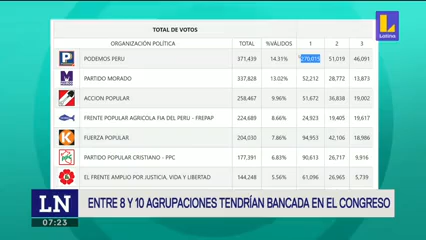 Latina
TOTAL DE VOTOS
ORGANIZACIÓN POLÍTICA TOTAL %VÁLIDOS 1 2 3
PODEMOS PERU 371,439 14.31% 270,015 51,019 46,091
PARTIDO MORADO 337,828 13.02% 52,212 28,772 13,873
ACCION POPULAR 258,467 9.96% 51,672 36,838 19,002
FRENTE POPULAR AGRICOLA FIA DEL PERU - FREPAP 224,689 8.66% 24,923 19,405 19,617
FUERZA POPULAR 204,030 7.86% 94,953 42,120 18,986
PARTIDO POPULAR CRISTIANO - PPC 177,391 6.83% 90,613 26,717 9,916
EL FRENTE AMPLIO POR JUSTICIA, VIDA Y LIBERTAD 144,248 5.56% 61,096 26,965 5,739
LN ENTRE 8 Y 10 AGRUPACIONES TENDRÍAN BANCADA EN EL CONGRESO
07:23